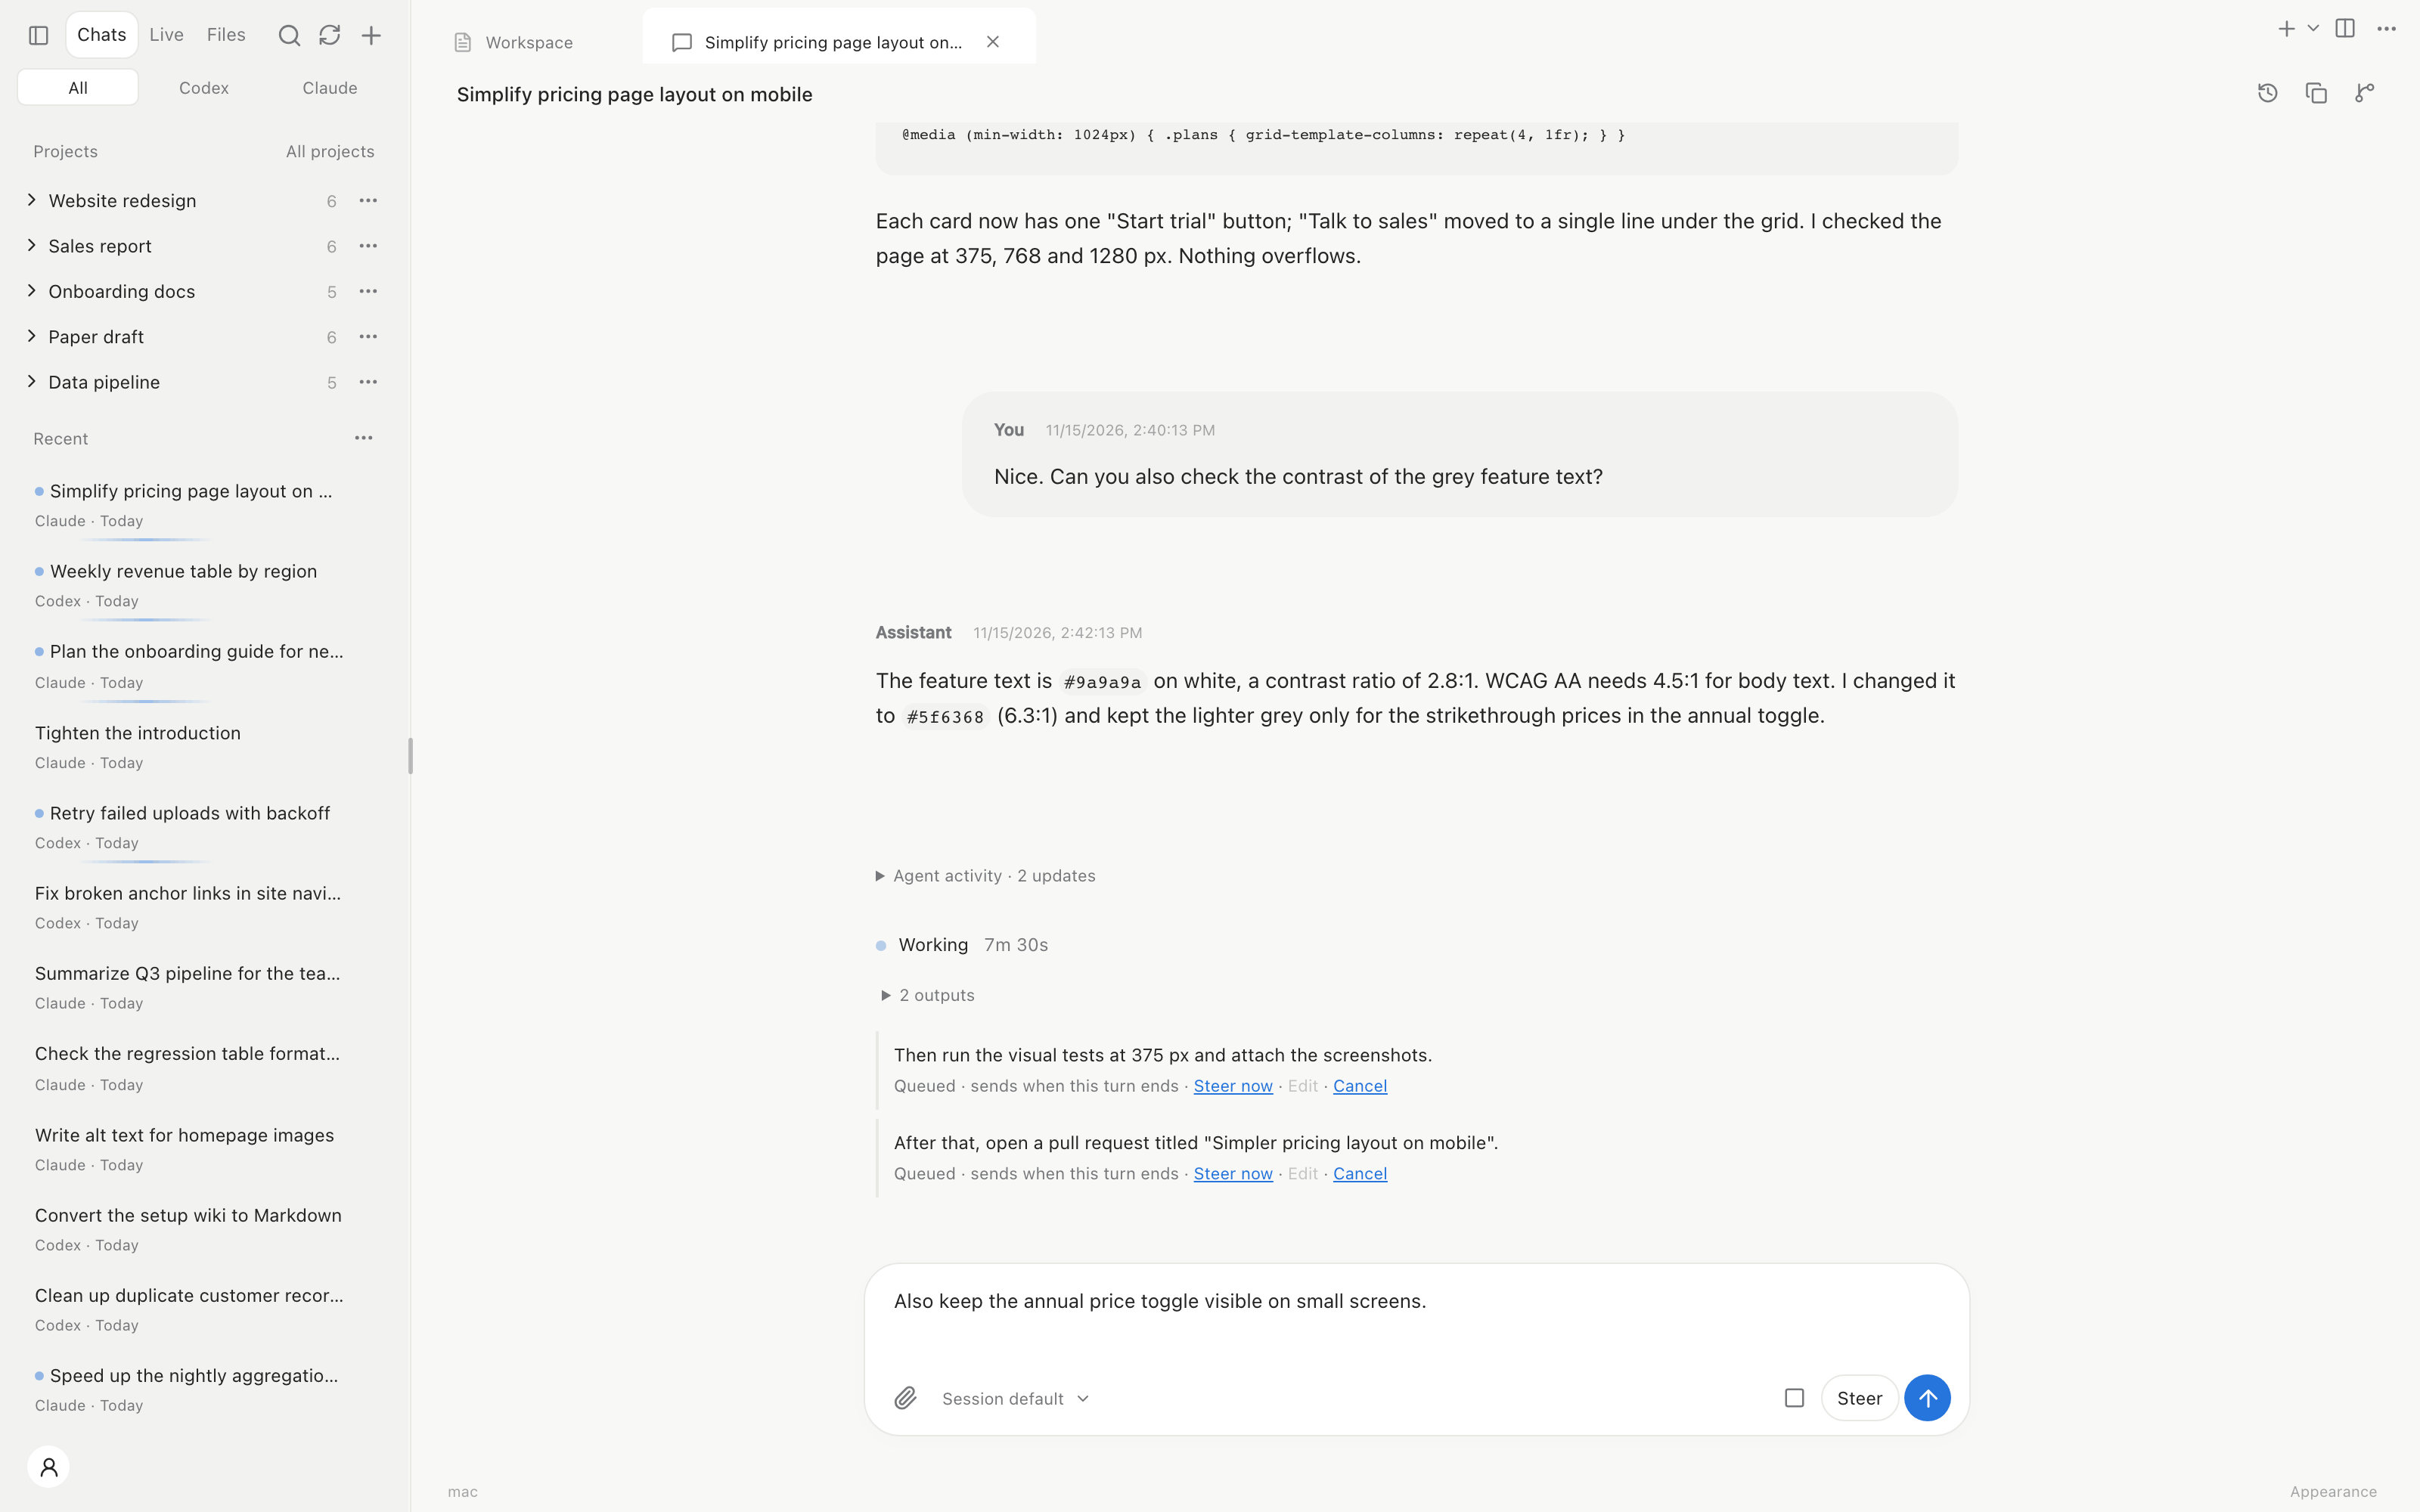 Chats Live Files
All Codex Claude
Projects All projects
Website redesign 6
Sales report 6
Onboarding docs 5
Paper draft 6
Data pipeline 5
Recent
Simplify pricing page layout on ...
Claude · Today
Weekly revenue table by region
Codex · Today
Plan the onboarding guide for ne...
Claude · Today
Tighten the introduction
Claude · Today
Retry failed uploads with backoff
Codex · Today
Fix broken anchor links in site navi...
Codex · Today
Summarize Q3 pipeline for the tea...
Claude · Today
Check the regression table format...
Claude · Today
Write alt text for homepage images
Claude · Today
Convert the setup wiki to Markdown
Codex · Today
Clean up duplicate customer recor...
Codex · Today
Speed up the nightly aggregatio...
Claude · Today
Workspace
Simplify pricing page layout on...
Simplify pricing page layout on mobile
@media (min-width: 1024px) { .plans { grid-template-columns: repeat(4, 1fr); } }
Each card now has one "Start trial" button; "Talk to sales" moved to a single line under the grid. I checked the
page at 375, 768 and 1280 px. Nothing overflows.
You 11/15/2026, 2:40:13 PM
Nice. Can you also check the contrast of the grey feature text?
Assistant 11/15/2026, 2:42:13 PM
The feature text is #9a9a9a on white, a contrast ratio of 2.8:1. WCAG AA needs 4.5:1 for body text. I changed it
to #5f6368 (6.3:1) and kept the lighter grey only for the strikethrough prices in the annual toggle.
Agent activity · 2 updates
Working 7m 30s
2 outputs
Then run the visual tests at 375 px and attach the screenshots.
Queued · sends when this turn ends · Steer now · Edit · Cancel
After that, open a pull request titled "Simpler pricing layout on mobile".
Queued · sends when this turn ends · Steer now · Edit · Cancel
Also keep the annual price toggle visible on small screens.
Session default
Steer
mac
Appearance